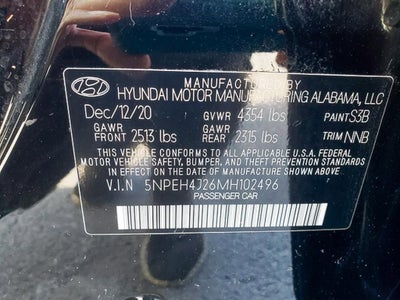 MANUFACTURED BY
HYUNDAI MOTOR MANUFACTURING ALABAMA, LLC
Dec/12/20 GVWR 4354 lbs PAINT S3B
GAWR FRONT 2513 lbs GAWR REAR 2315 lbs TRIM NNB
THIS VEHICLE CONFORMS TO ALL APPLICABLE U.S. FEDERAL
MOTOR VEHICLE SAFETY, BUMPER, AND THEFT PREVENTION
STANDARDS IN EFFECT ON THE DATE OF MANUFACTURE SHOWN ABOVE.
V.I.N 5NPEH4J26MH102496
PASSENGER CAR